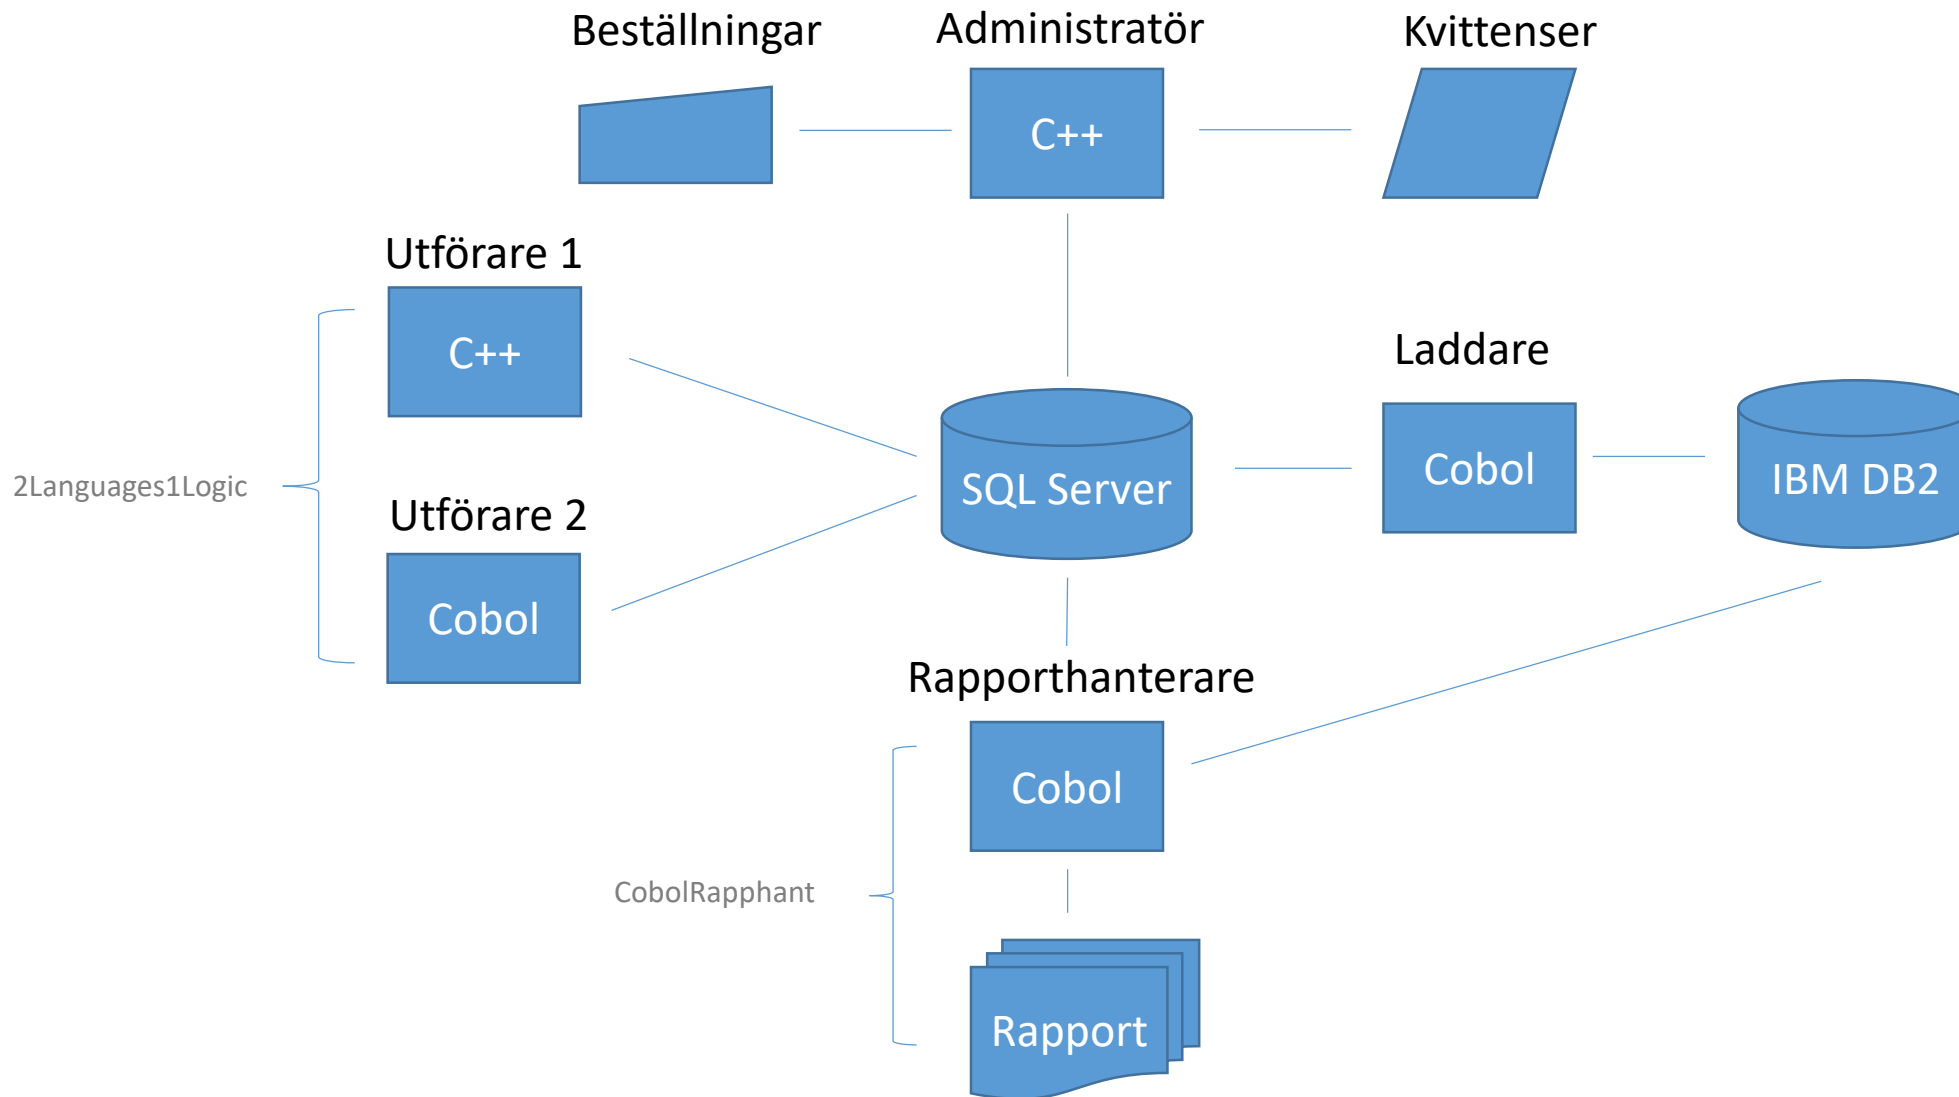 Beställningar
Administratör
Kvittenser
C++
Utförare 1
C++
Laddare
2Languages1Logic
SQL Server
Cobol
IBM DB2
Utförare 2
Cobol
Rapporthanterare
Cobol
CobolRapphant
Rapport